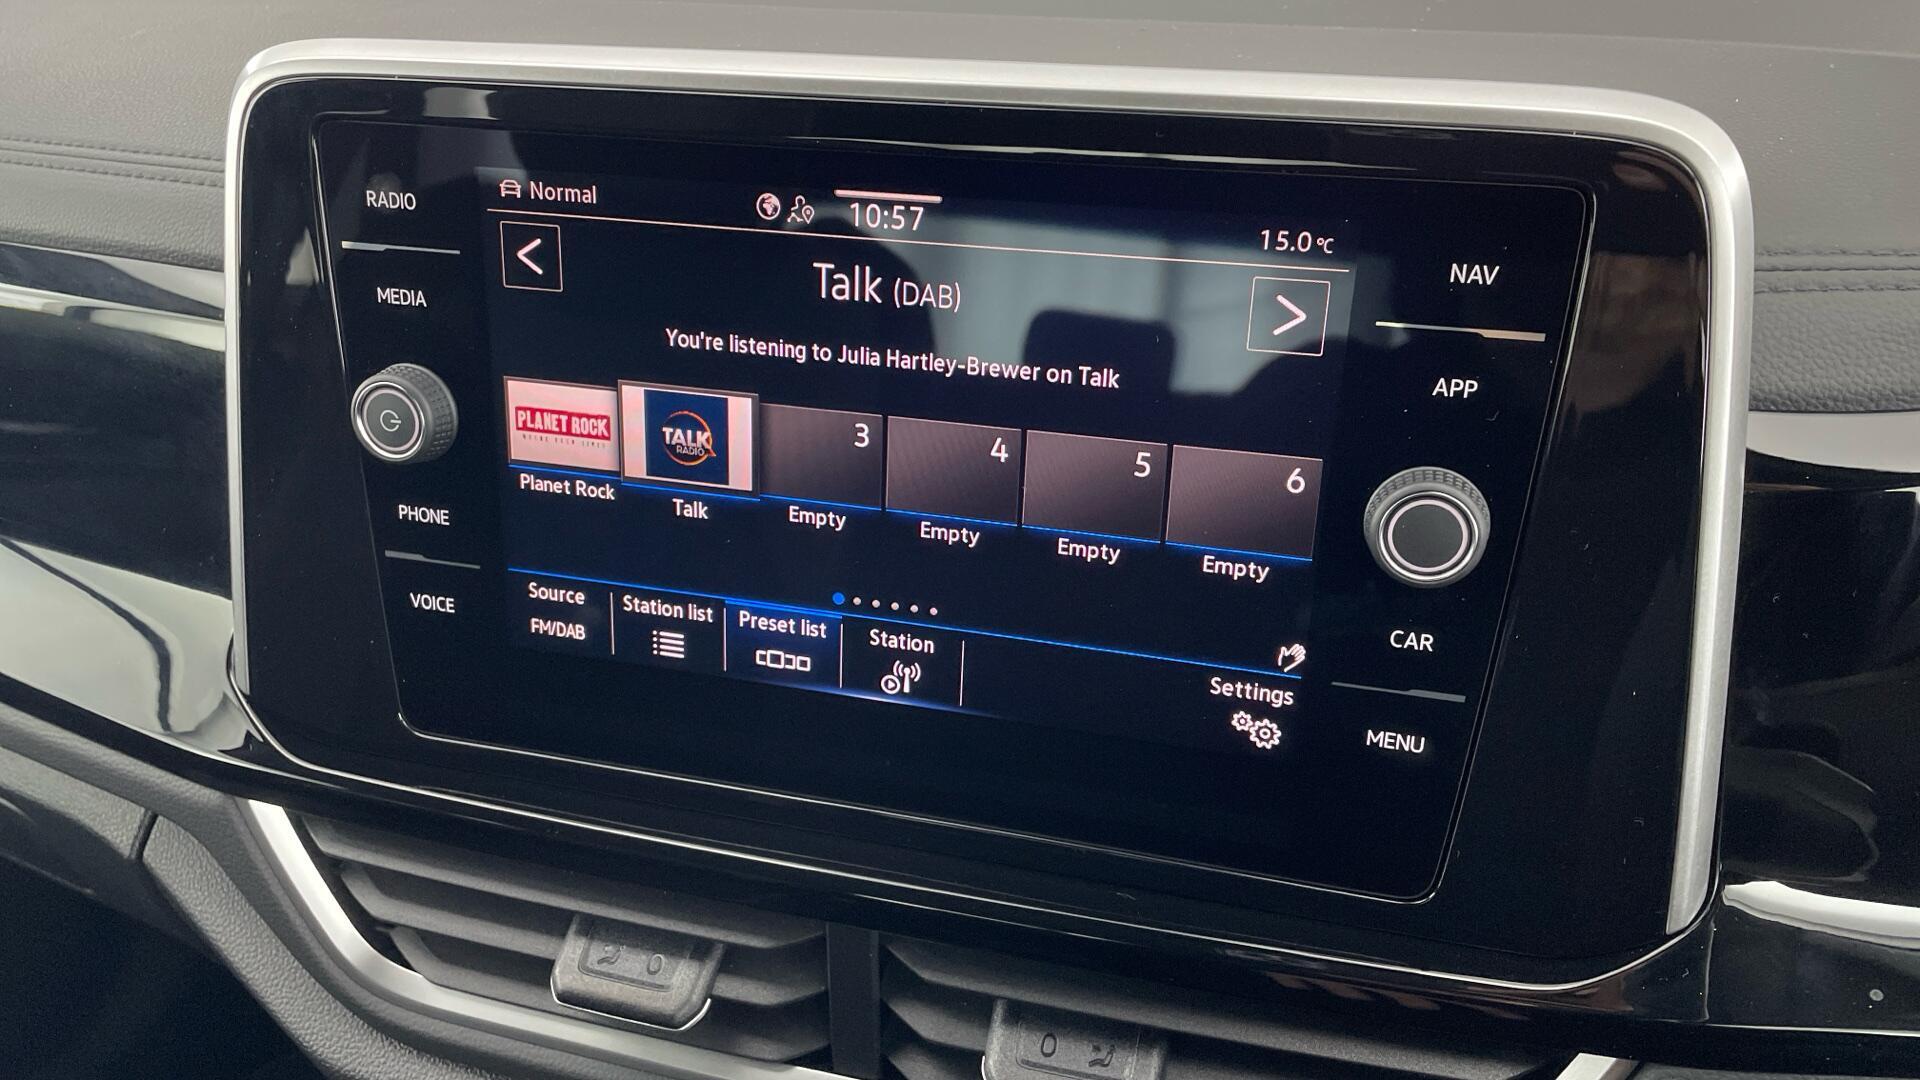 RADIO
MEDIA
PHONE
VOICE
Normal
10:57
15.0 °C
<
Talk (DAB)
>
You're listening to Julia Hartley-Brewer on Talk
PLANET ROCK
TALK
RADIO
3
4
5
6
Planet Rock
Talk
Empty
Empty
Empty
Empty
Source
FM/DAB
Station list
Preset list
Station
Settings
NAV
APP
CAR
MENU
0
0